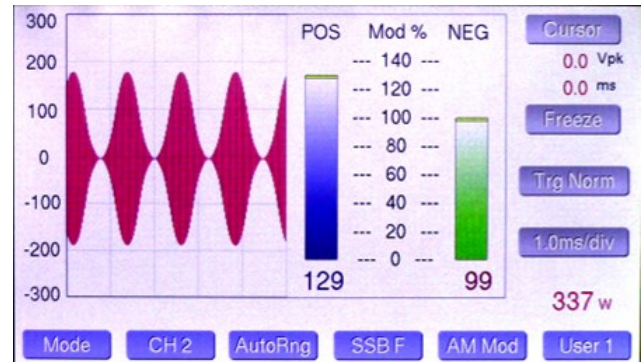 300
200
100
0
-100
-200
-300
POS Mod % NEG
--- 140 ---
--- 120 ---
--- 100 ---
--- 80 ---
--- 60 ---
--- 40 ---
--- 20 ---
--- 0 ---
129 99
Cursor
0.0 Vpk
0.0 ms
Freeze
Trg Norm
1.0ms/div
337 w
Mode CH 2 AutoRng SSB F AM Mod User 1